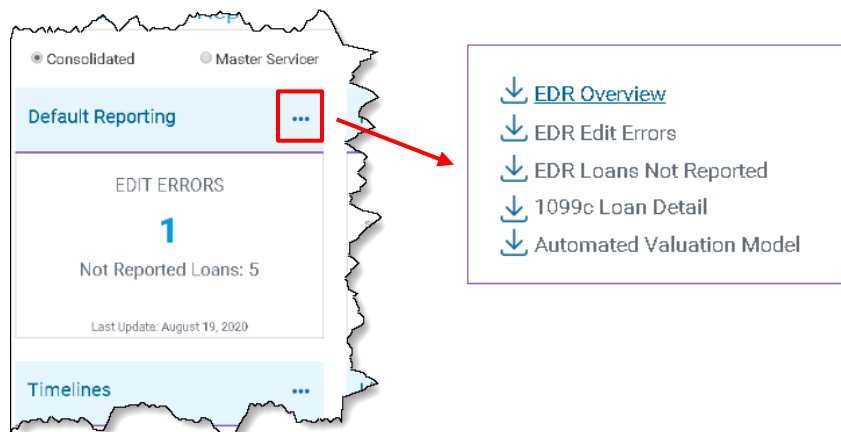 Consolidated
Master Servicer
Default Reporting
...
EDIT ERRORS
1
Not Reported Loans: 5
Last Update: August 19, 2020
Timelines
...
EDR Overview
EDR Edit Errors
EDR Loans Not Reported
1099c Loan Detail
Automated Valuation Model